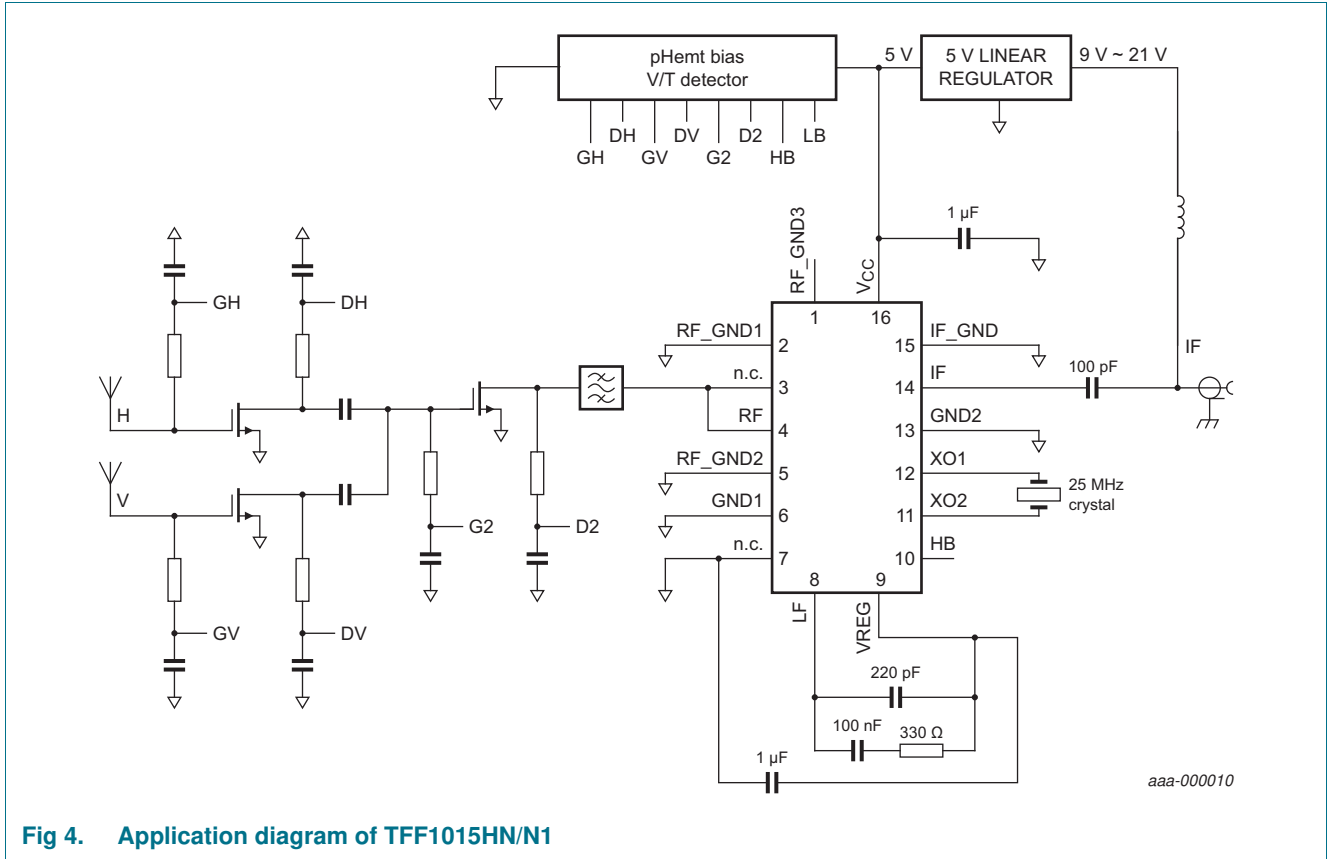 pHemt bias
V/T detector
5 V
5 V LINEAR
REGULATOR
9 V ~ 21 V
GH
DH
GV
DV
G2
D2
HB
LB
RF_GND3
VCC
1 µF
GH
DH
1
16
RF_GND1
2
15
IF_GND
n.c.
3
14
IF
100 pF
IF
H
RF
4
13
GND2
V
RF_GND2
5
12
XO1
25 MHz
crystal
GND1
6
11
XO2
G2
D2
n.c.
7
10
HB
8
9
LF
VREG
GV
DV
220 pF
100 nF
330 Ω
1 µF
aaa-000010
Fig 4. Application diagram of TFF1015HN/N1